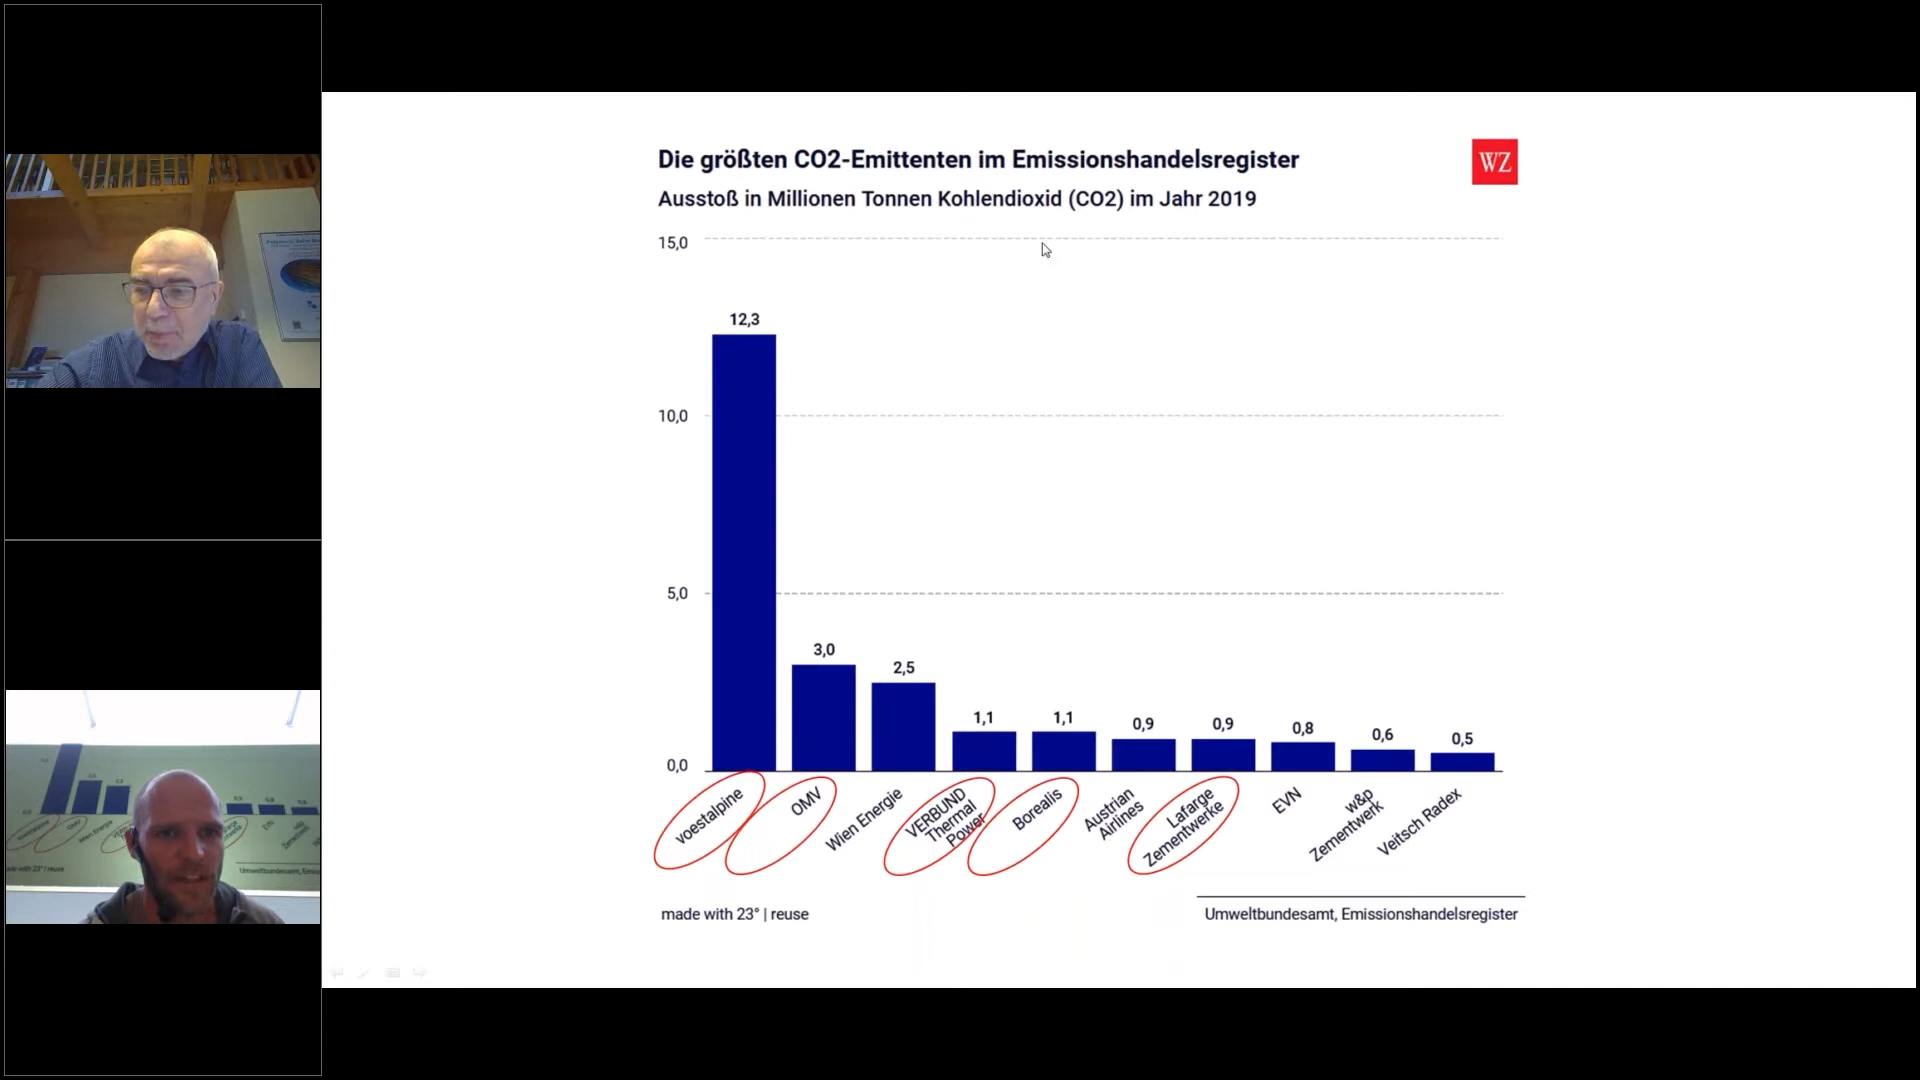 Die größten CO2-Emittenten im Emissionshandelsregister
WZ
Ausstoß in Millionen Tonnen Kohlendioxid (CO2) im Jahr 2019
15,0
10,0
5,0
0,0
12,3
3,0
2,5
1,1
1,1
0,9
0,9
0,8
0,6
0,5
voestalpine
OMV
Wien Energie
VERBUND
Thermal
Power
Borealis
Austrian
Airlines
Lafarge
Zementwerke
EVN
w&p
Zementwerk
Veitsch Radex
made with 23° | reuse
Umweltbundesamt, Emissionshandelsregister